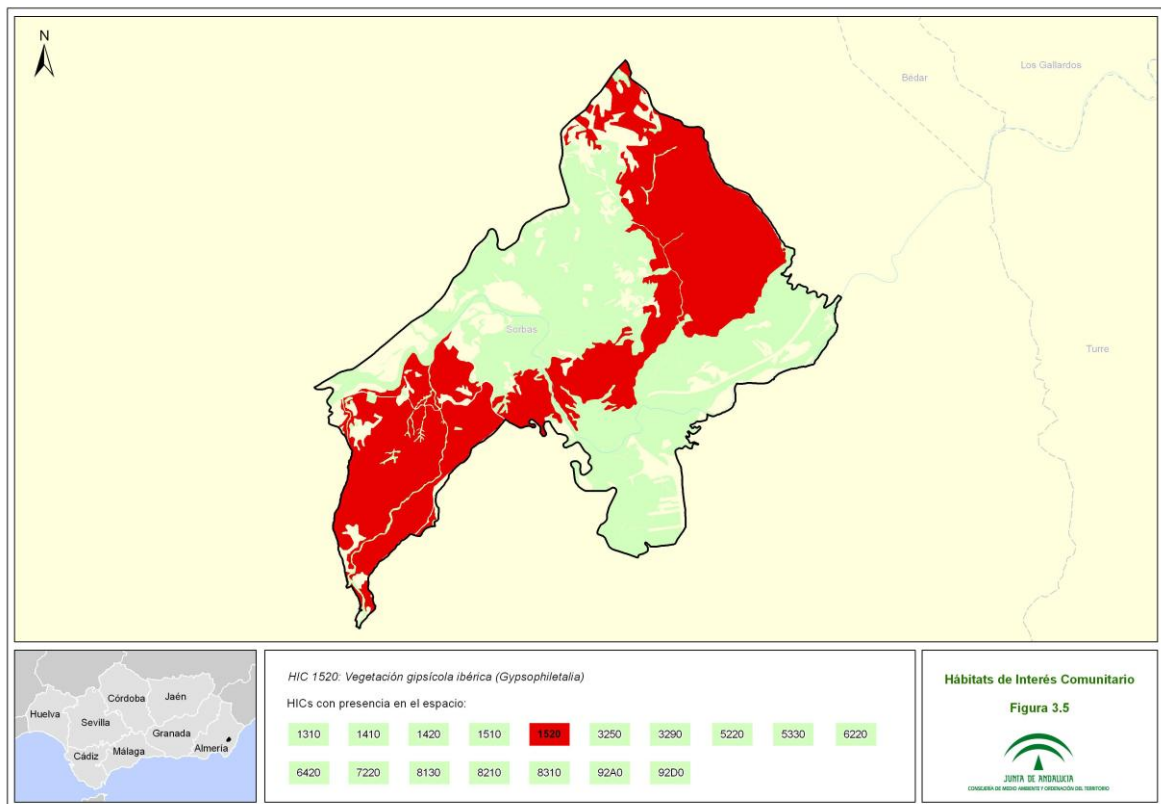 N
Bédar
Los Gallardos
Sorbas
Turre
Huelva
Sevilla
Córdoba
Jaén
Cádiz
Málaga
Granada
Almería
HIC 1520: Vegetación gipsícola ibérica (Gypsophiletalia)
HICs con presencia en el espacio:
1310 1410 1420 1510 1520 3250 3290 5220 5330 6220
6420 7220 8130 8210 8310 92A0 92D0
Hábitats de Interés Comunitario
Figura 3.5
JUNTA DE ANDALUCIA
CONSEJERÍA DE MEDIO AMBIENTE Y ORDENACIÓN DEL TERRITORIO